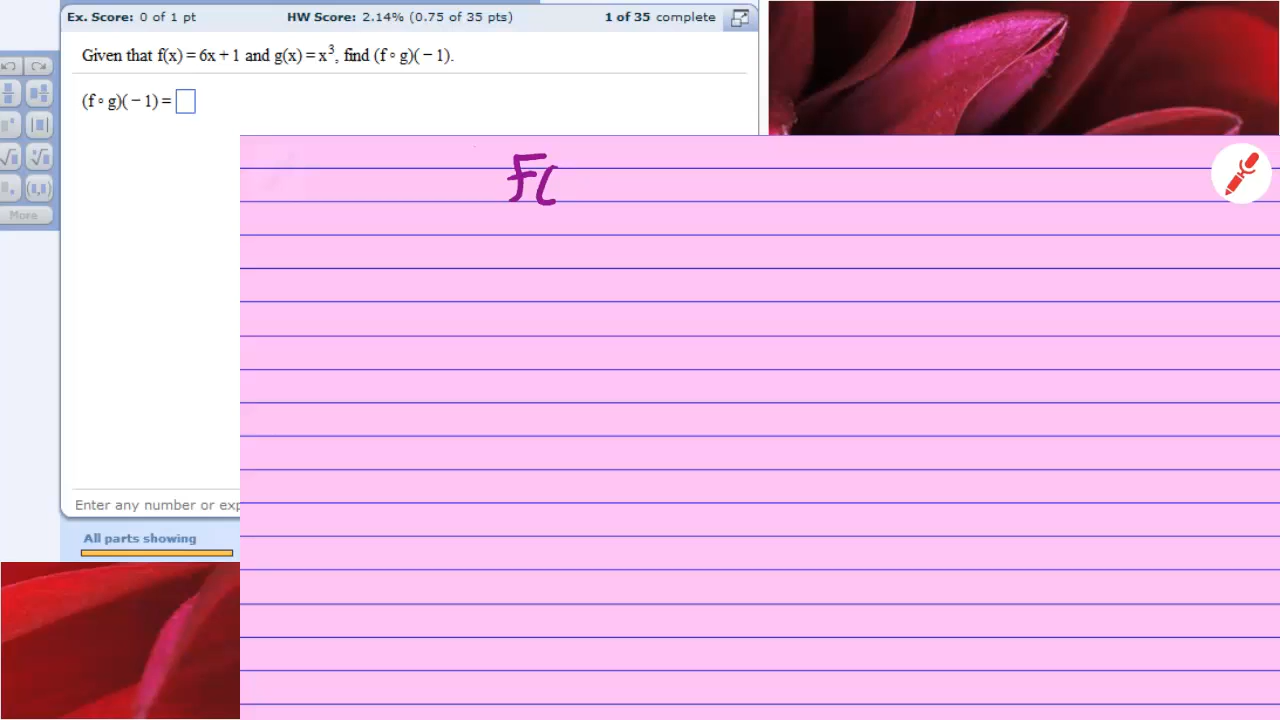 Ex. Score: 0 of 1 pt HW Score: 2.14% (0.75 of 35 pts) 1 of 35 complete
Given that f(x) = 6x + 1 and g(x) = x³, find (f ∘ g)( − 1).
(f ∘ g)( − 1) =
F(
More
Enter any number or exp
All parts showing